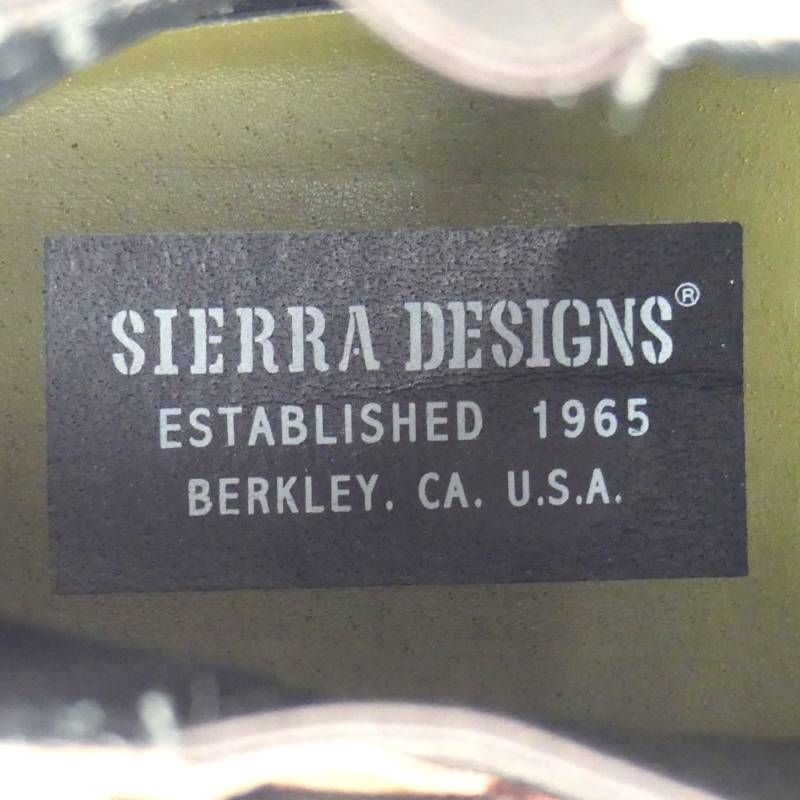 SIERRA DESIGNS®
ESTABLISHED 1965
BERKLEY. CA. U.S.A.